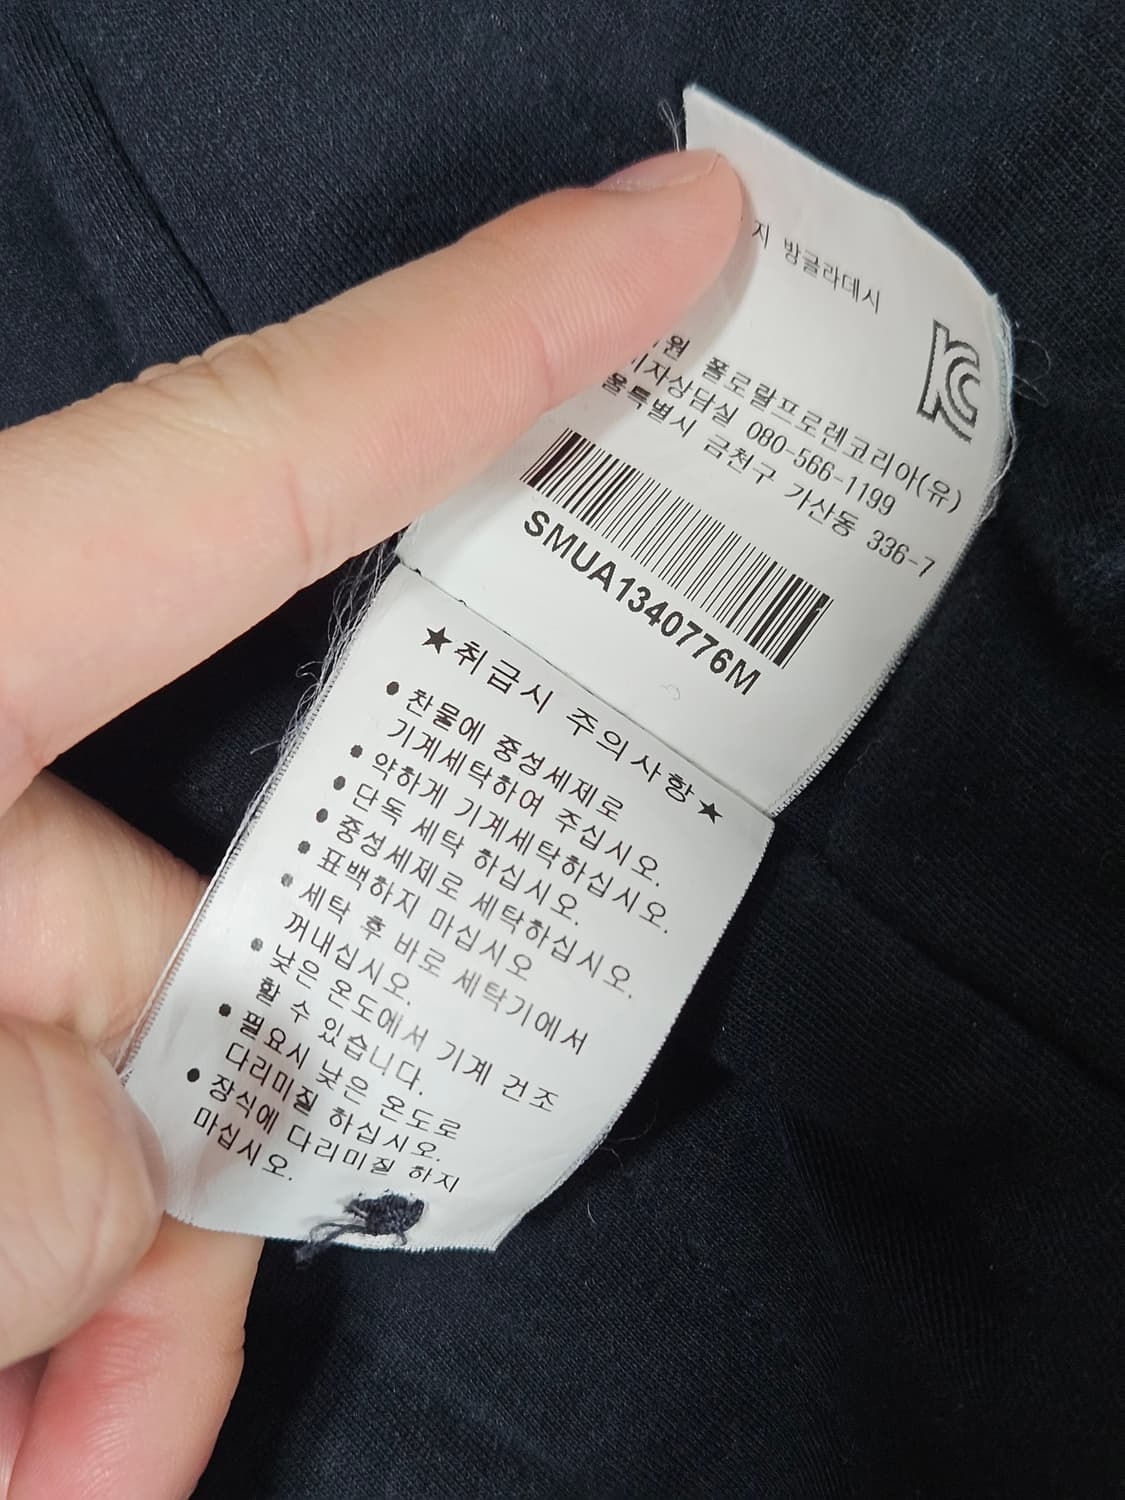 방글라데시
KC
폴로랄프로렌코리아(유)
자상담실 080-566-1199
특별시 금천구 가산동 336-7
SMUA1340776M
★취급시 주의사항★
● 찬물에 중성세제로
기계세탁하여 주십시오.
● 약하게 기계세탁하십시오.
● 단독 세탁 하십시오.
● 중성세제로 세탁하십시오.
● 표백하지 마십시오
● 세탁 후 바로 세탁기에서
꺼내십시오.
● 낮은 온도에서 기계 건조
할 수 있습니다.
● 필요시 낮은 온도로
다리미질 하십시오.
● 장식에 다리미질 하지
마십시오.